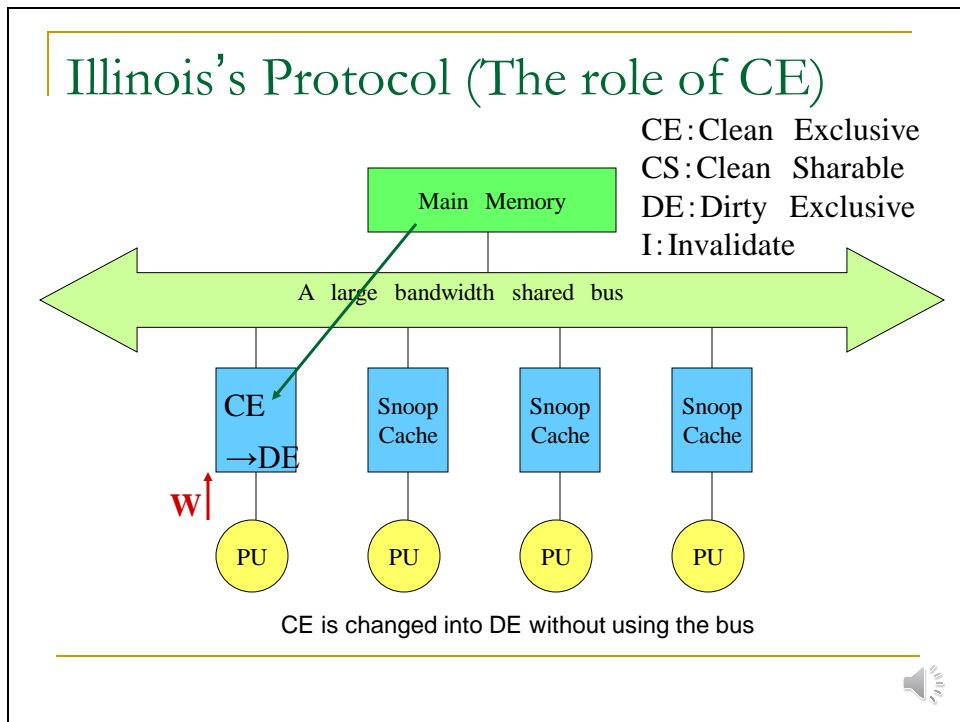 Illinois's Protocol (The role of CE)
CE:Clean Exclusive
CS:Clean Sharable
DE:Dirty Exclusive
I:Invalidate
Main Memory
A large bandwidth shared bus
CE
→DE
Snoop
Cache
Snoop
Cache
Snoop
Cache
W
PU
PU
PU
PU
CE is changed into DE without using the bus